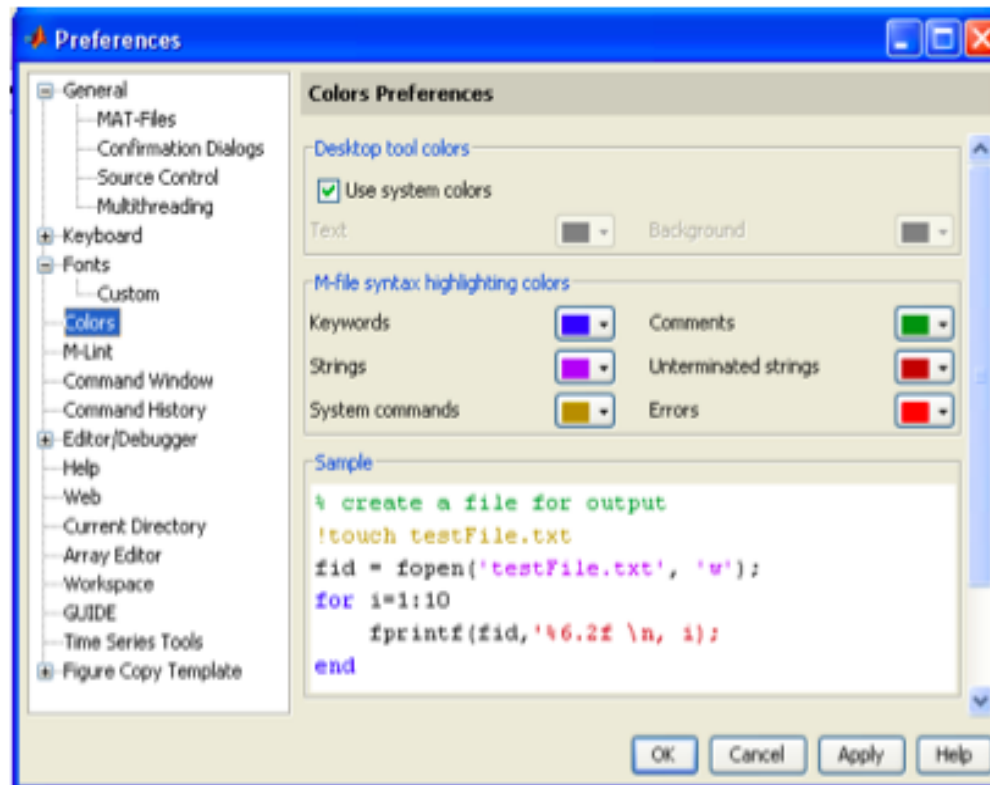 Preferences
General
MAT-Files
Confirmation Dialogs
Source Control
Multithreading
Keyboard
Fonts
Custom
Colors
M-Lint
Command Window
Command History
Editor/Debugger
Help
Web
Current Directory
Array Editor
Workspace
GUIDE
Time Series Tools
Figure Copy Template
Colors Preferences
Desktop tool colors
Use system colors
Text Background
M-file syntax highlighting colors
Keywords Comments
Strings Unterminated strings
System commands Errors
Sample
% create a file for output
!touch testFile.txt
fid = fopen('testFile.txt', 'w');
for i=1:10
fprintf(fid,'%6.2f \n, i);
end
OK Cancel Apply Help